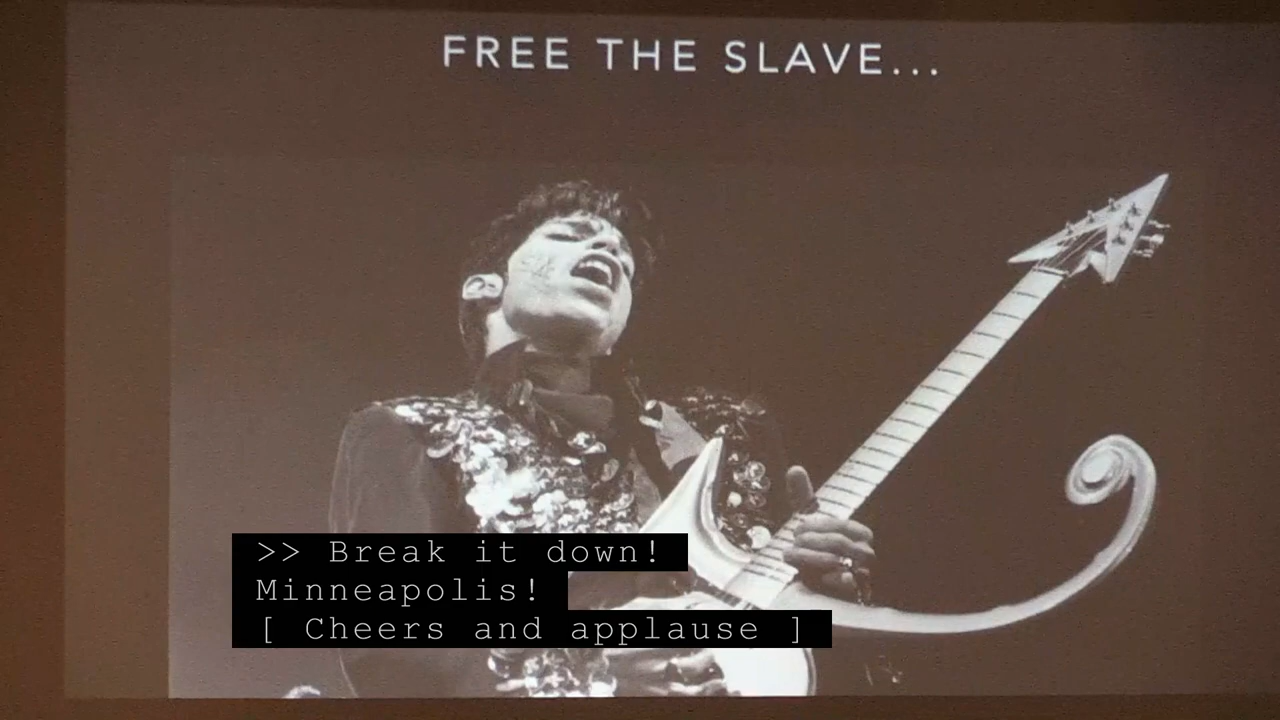 FREE THE SLAVE...
>> Break it down!
Minneapolis!
[ Cheers and applause ]